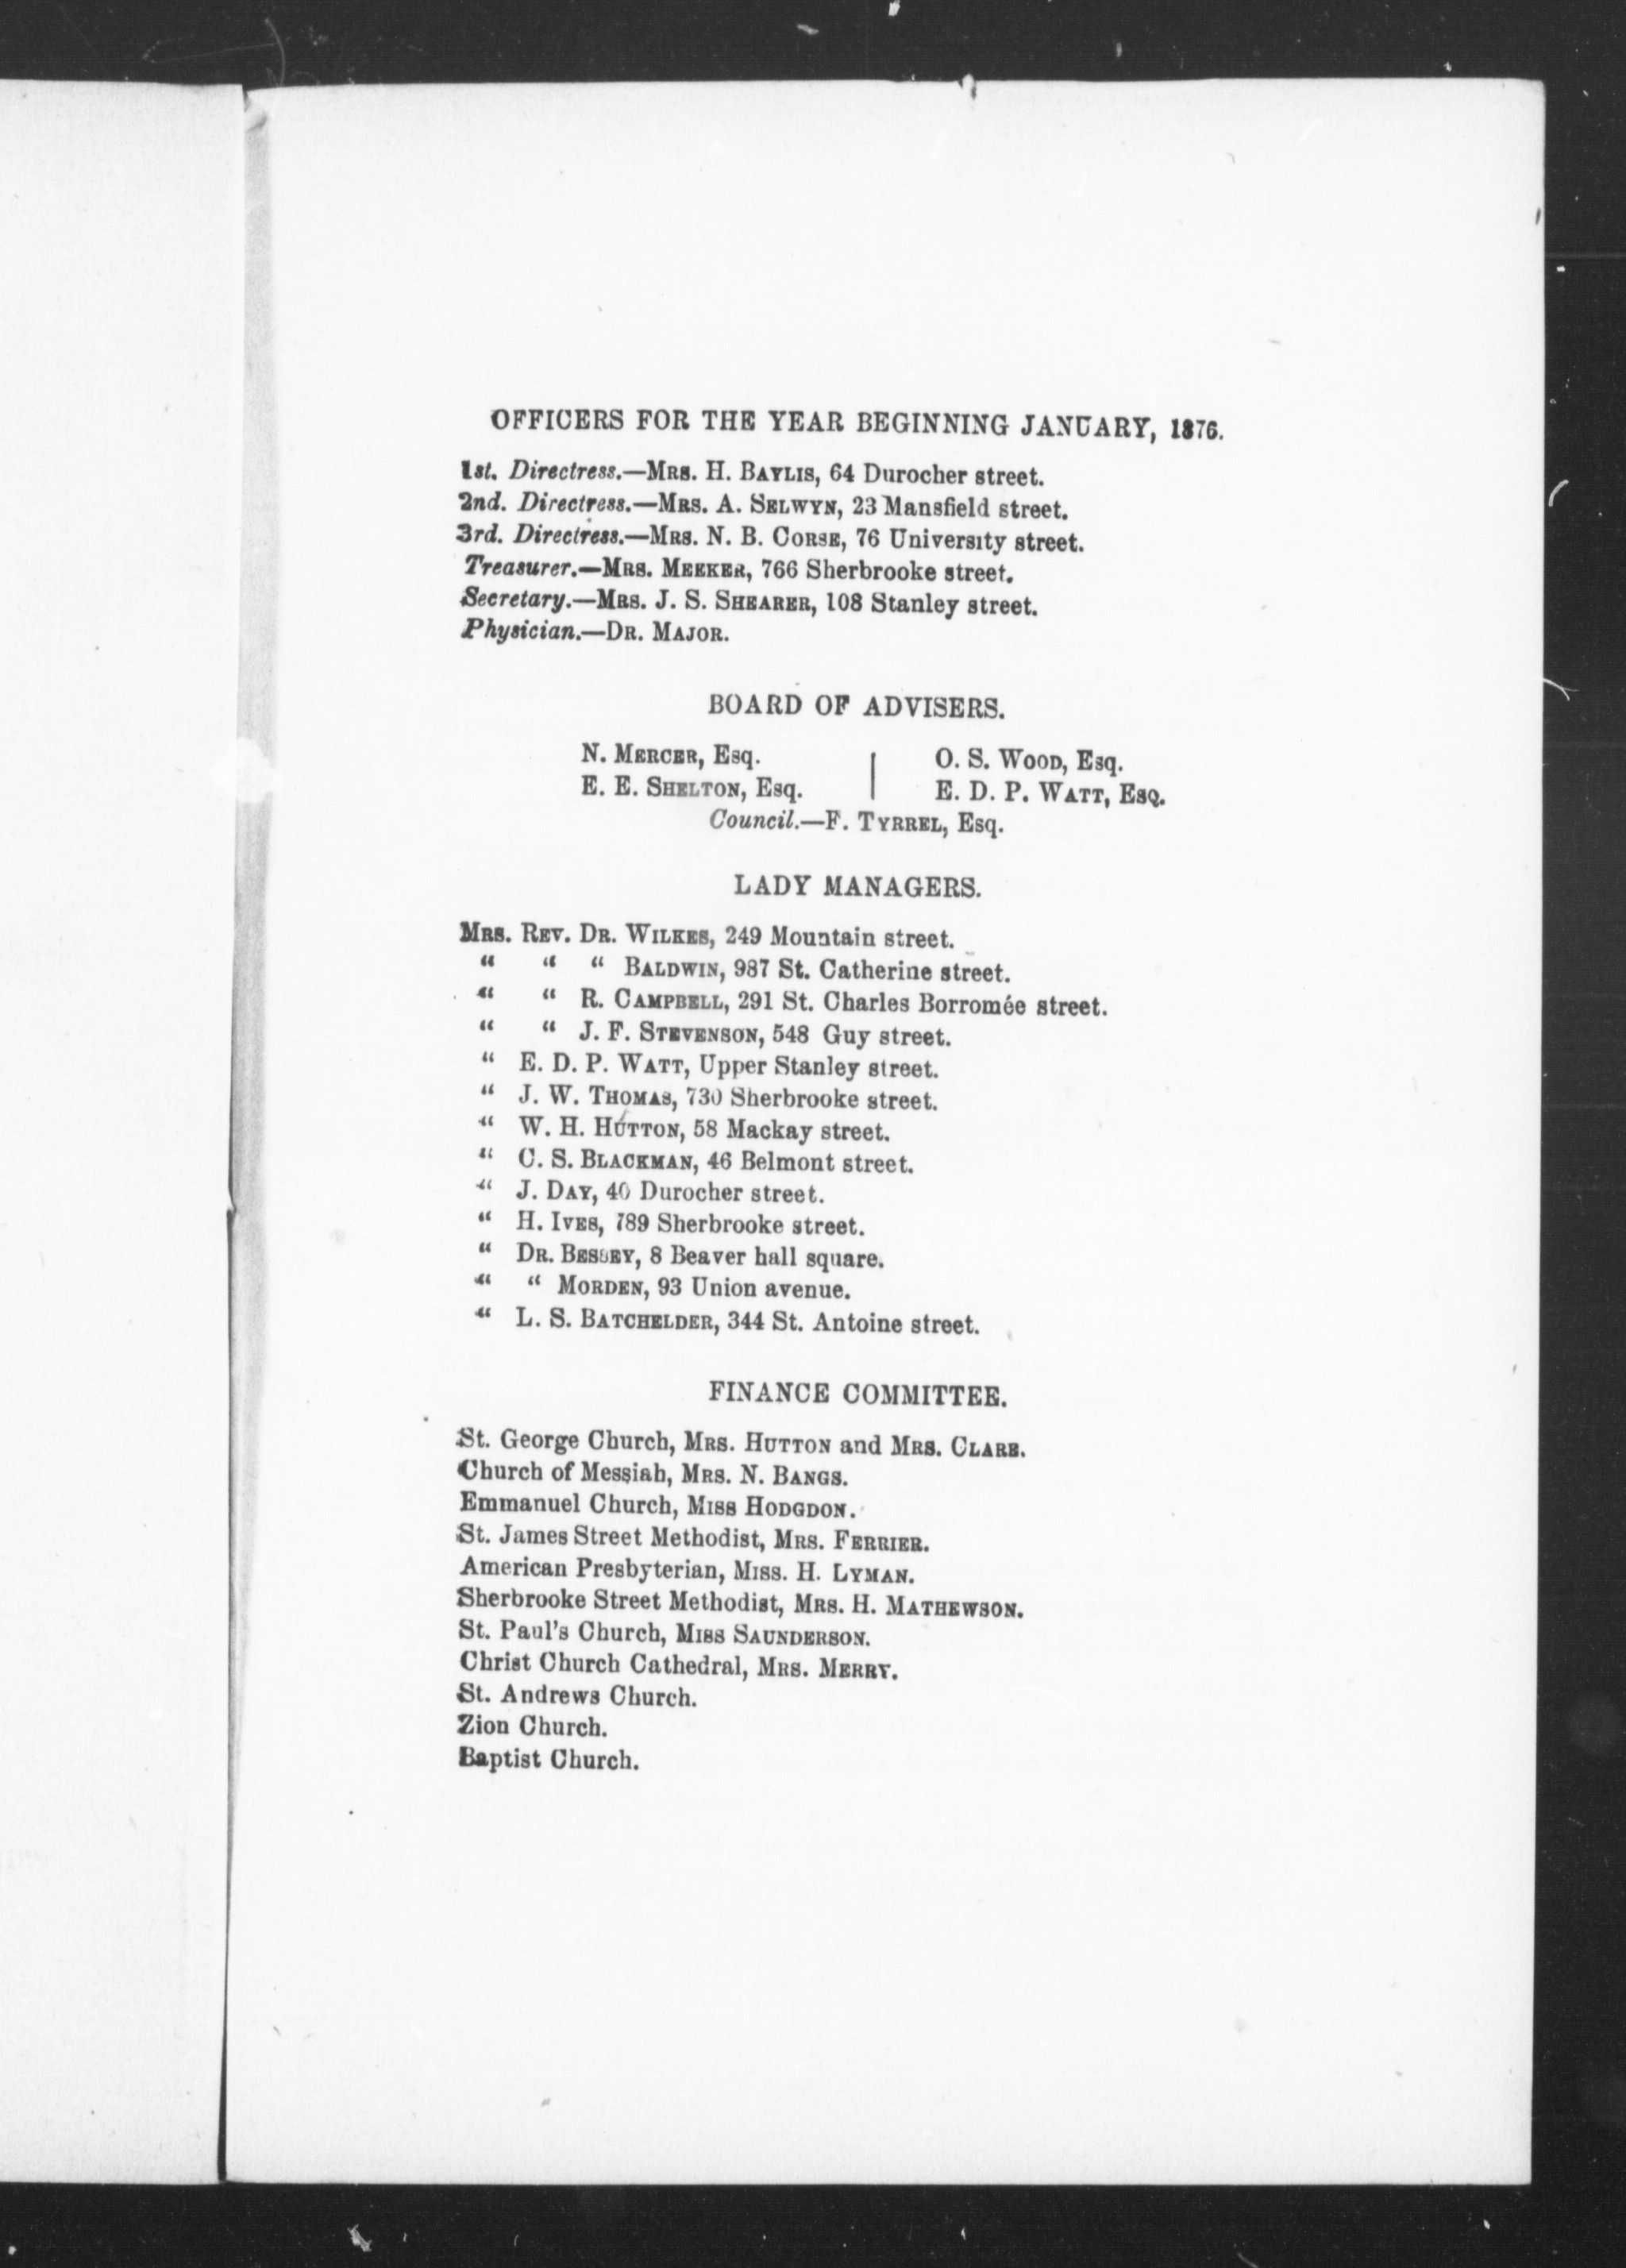 OFFICERS FOR THE YEAR BEGINNING JANUARY, 1876.
1st. Directress.—MRS. H. BAYLIS, 64 Durocher street.
2nd. Directress.—MRS. A. SELWYN, 23 Mansfield street.
3rd. Directress.—MRS. N. B. CORSE, 76 University street.
Treasurer.—MRS. MEEKER, 766 Sherbrooke street.
Secretary.—MRS. J. S. SHEARER, 108 Stanley street.
Physician.—DR. MAJOR.
BOARD OF ADVISERS.
N. MERCER, Esq. | O. S. WOOD, Esq.
E. E. SHELTON, Esq. | E. D. P. WATT, ESQ.
Council.—F. TYRREL, Esq.
LADY MANAGERS.
MRS. REV. DR. WILKES, 249 Mountain street.
“ “ “ BALDWIN, 987 St. Catherine street.
“ “ R. CAMPBELL, 291 St. Charles Borromée street.
“ “ J. F. STEVENSON, 548 Guy street.
“ E. D. P. WATT, Upper Stanley street.
“ J. W. THOMAS, 730 Sherbrooke street.
“ W. H. HUTTON, 58 Mackay street.
“ C. S. BLACKMAN, 46 Belmont street.
“ J. DAY, 40 Durocher street.
“ H. IVES, 789 Sherbrooke street.
“ DR. BESSEY, 8 Beaver hall square.
“ “ MORDEN, 93 Union avenue.
“ L. S. BATCHELDER, 344 St. Antoine street.
FINANCE COMMITTEE.
St. George Church, MRS. HUTTON and MRS. CLARE.
Church of Messiah, MRS. N. BANGS.
Emmanuel Church, MISS HODGDON.
St. James Street Methodist, MRS. FERRIER.
American Presbyterian, MISS. H. LYMAN.
Sherbrooke Street Methodist, MRS. H. MATHEWSON.
St. Paul's Church, MISS SAUNDERSON.
Christ Church Cathedral, MRS. MERRY.
St. Andrews Church.
Zion Church.
Baptist Church.